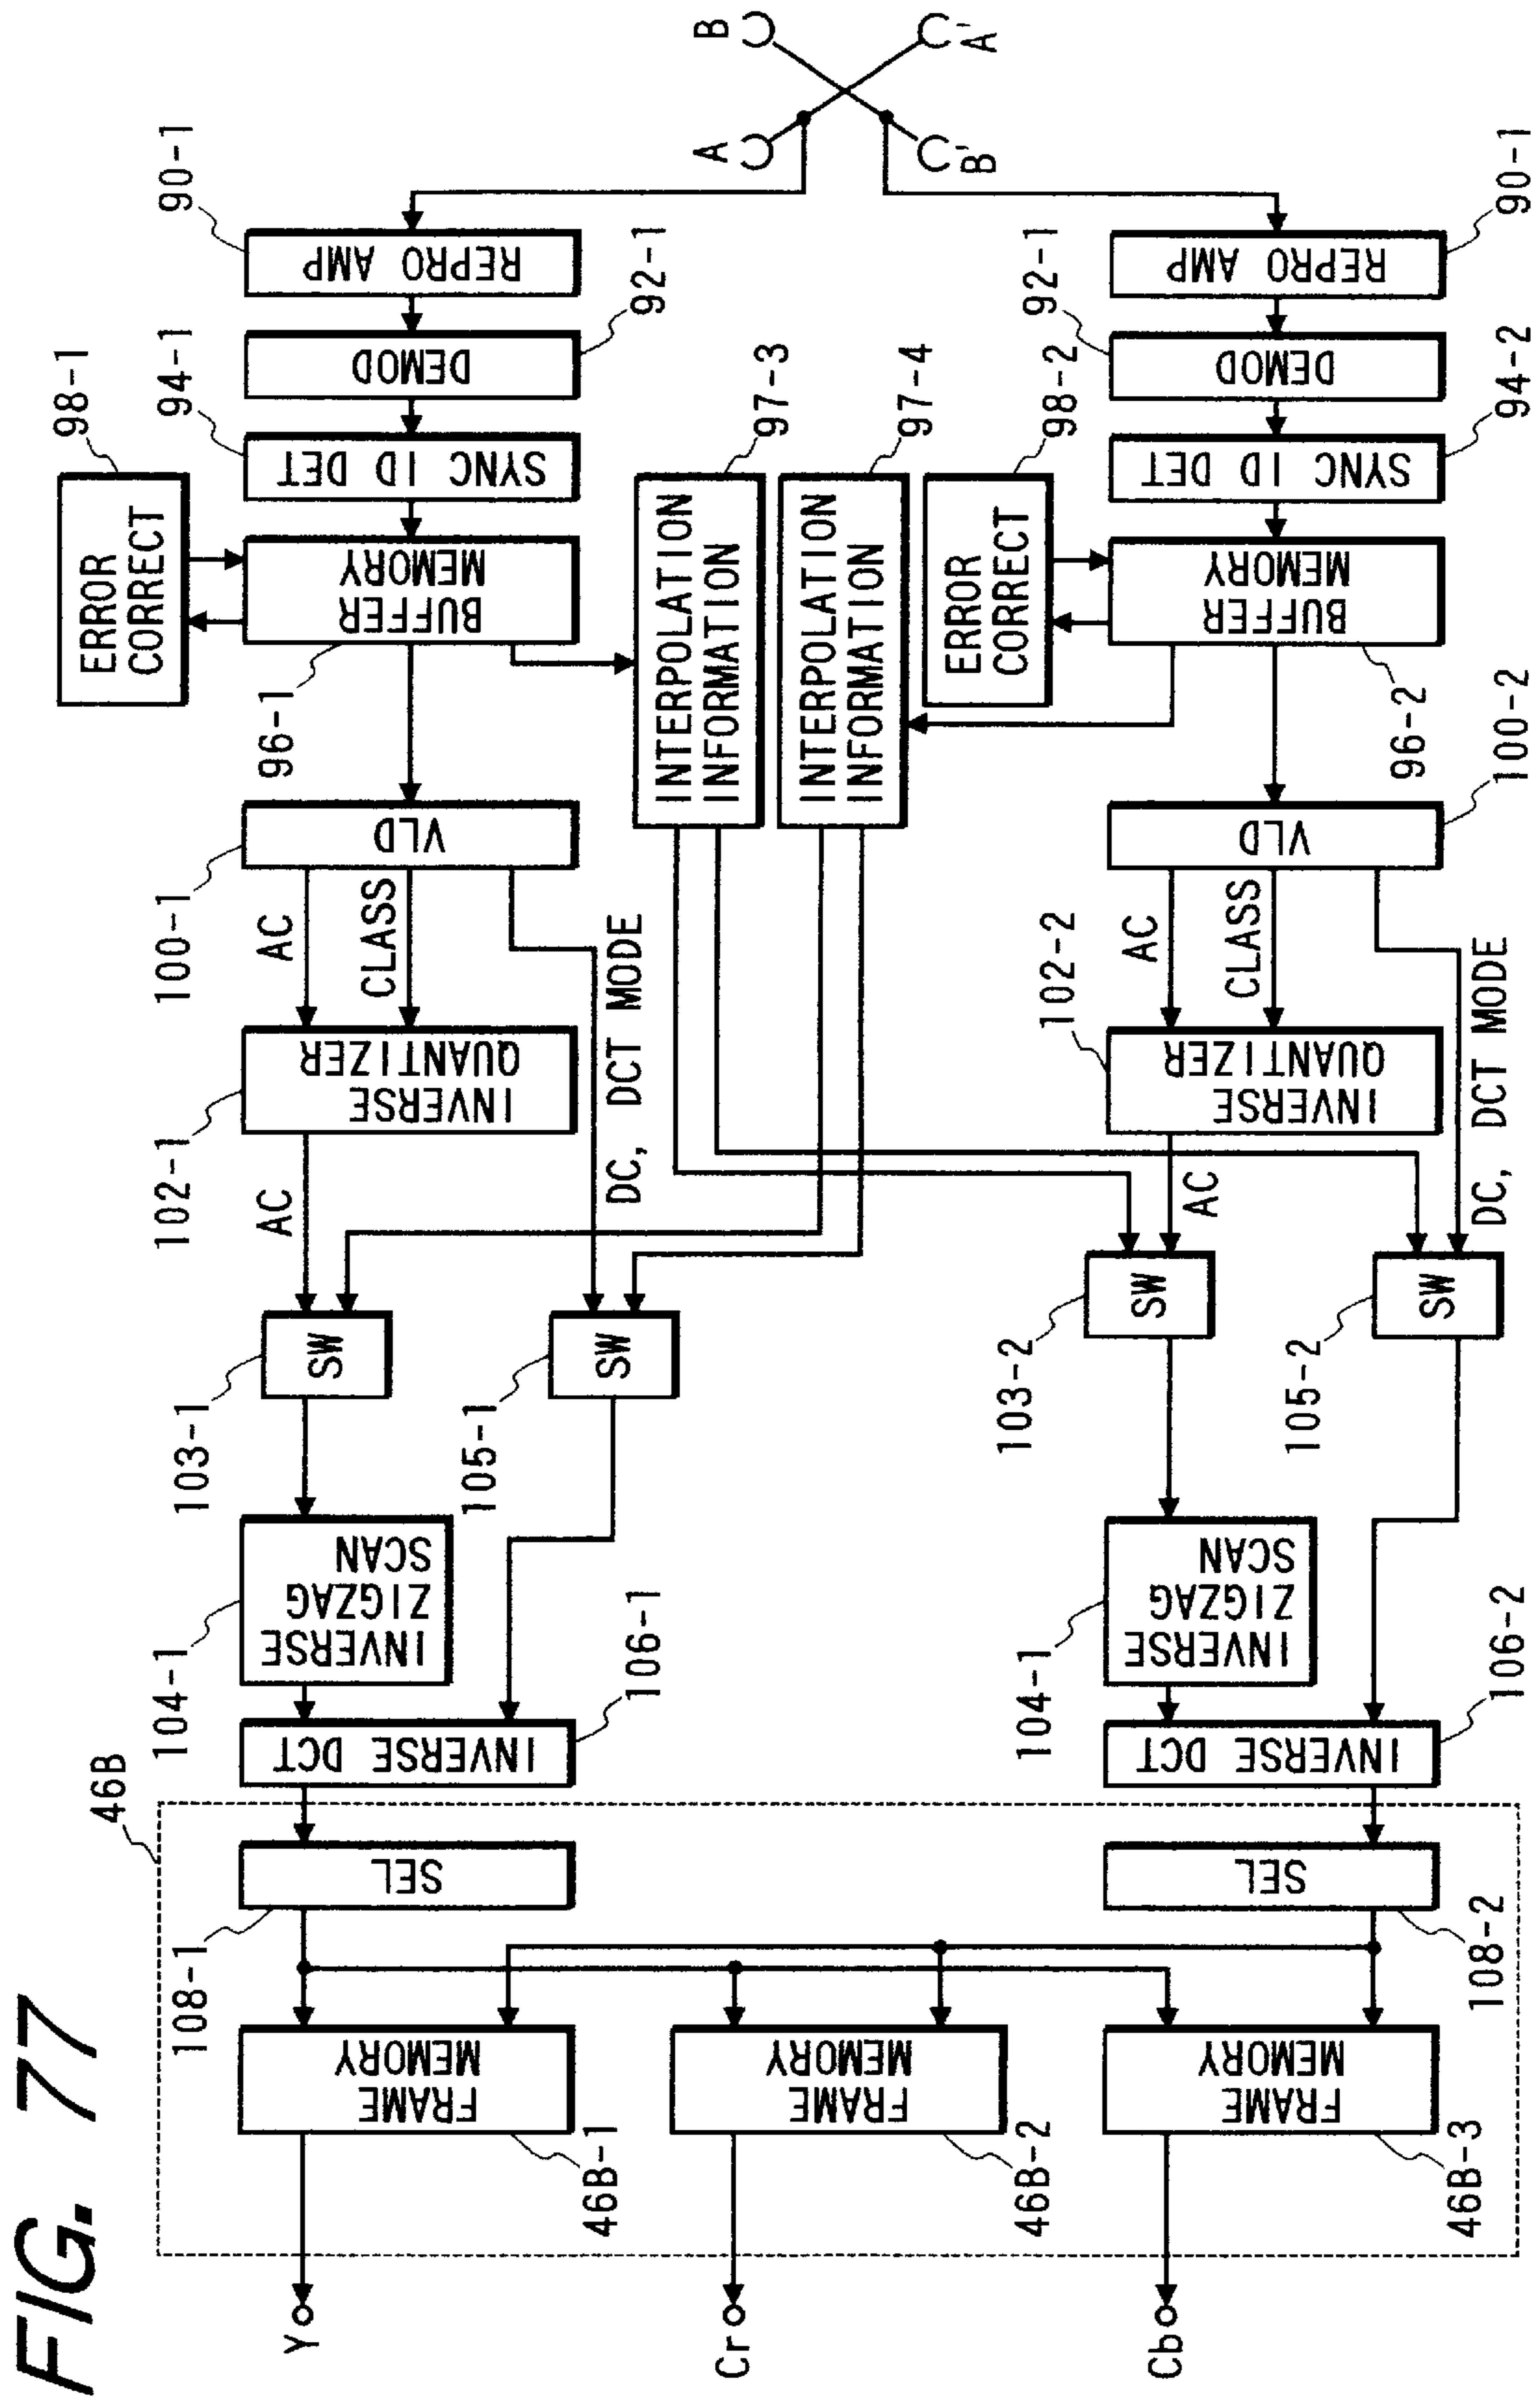 FIG. 77
B
A
A'
B'
90-1
REPRO AMP
92-1
DEMOD
94-1
SYNC ID DET
98-1
ERROR
CORRECT
BUFFER
MEMORY
96-1
97-3
INTERPOLATION
INFORMATION
97-4
INTERPOLATION
INFORMATION
98-2
ERROR
CORRECT
90-1
REPRO AMP
92-1
DEMOD
94-2
SYNC ID DET
BUFFER
MEMORY
96-2
100-1
VLD
AC
CLASS
DC, DCT MODE
102-1
INVERSE
QUANTIZER
AC
103-1
SW
105-1
SW
104-1
INVERSE
ZIGZAG
SCAN
106-1
INVERSE DCT
100-2
VLD
AC
CLASS
DC, DCT MODE
102-2
INVERSE
QUANTIZER
AC
103-2
SW
105-2
SW
104-1
INVERSE
ZIGZAG
SCAN
106-2
INVERSE DCT
46B
108-1
SEL
108-2
SEL
FRAME
MEMORY
46B-1
FRAME
MEMORY
46B-2
FRAME
MEMORY
46B-3
Y
Cr
Cb